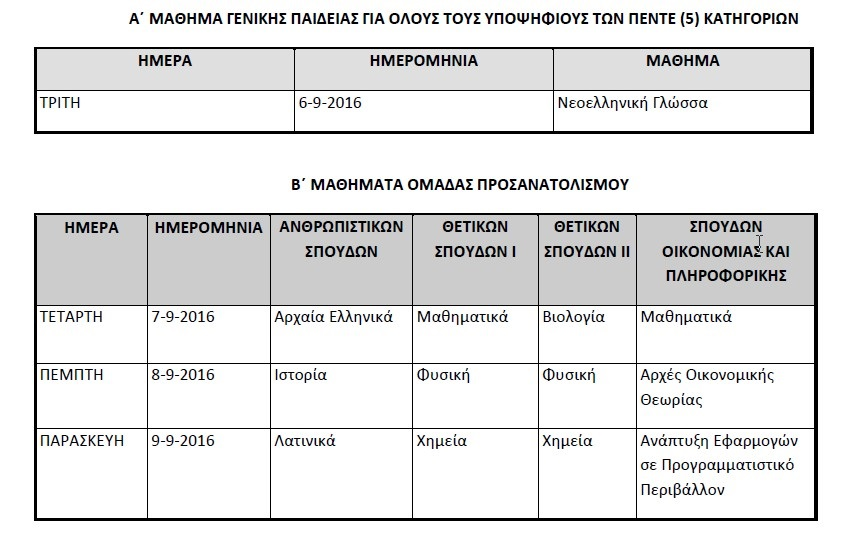 Α΄ ΜΑΘΗΜΑ ΓΕΝΙΚΗΣ ΠΑΙΔΕΙΑΣ ΓΙΑ ΟΛΟΥΣ ΤΟΥΣ ΥΠΟΨΗΦΙΟΥΣ ΤΩΝ ΠΕΝΤΕ (5) ΚΑΤΗΓΟΡΙΩΝ
ΗΜΕΡΑ ΗΜΕΡΟΜΗΝΙΑ ΜΑΘΗΜΑ
ΤΡΙΤΗ 6-9-2016 Νεοελληνική Γλώσσα
Β΄ ΜΑΘΗΜΑΤΑ ΟΜΑΔΑΣ ΠΡΟΣΑΝΑΤΟΛΙΣΜΟΥ
ΗΜΕΡΑ ΗΜΕΡΟΜΗΝΙΑ ΑΝΘΡΩΠΙΣΤΙΚΩΝ ΘΕΤΙΚΩΝ ΘΕΤΙΚΩΝ ΣΠΟΥΔΩΝ
ΣΠΟΥΔΩΝ ΣΠΟΥΔΩΝ Ι ΣΠΟΥΔΩΝ ΙΙ ΟΙΚΟΝΟΜΙΑΣ ΚΑΙ
ΠΛΗΡΟΦΟΡΙΚΗΣ
ΤΕΤΑΡΤΗ 7-9-2016 Αρχαία Ελληνικά Μαθηματικά Βιολογία Μαθηματικά
ΠΕΜΠΤΗ 8-9-2016 Ιστορία Φυσική Φυσική Αρχές Οικονομικής
Θεωρίας
ΠΑΡΑΣΚΕΥΗ 9-9-2016 Λατινικά Χημεία Χημεία Ανάπτυξη Εφαρμογών
σε Προγραμματιστικό
Περιβάλλον